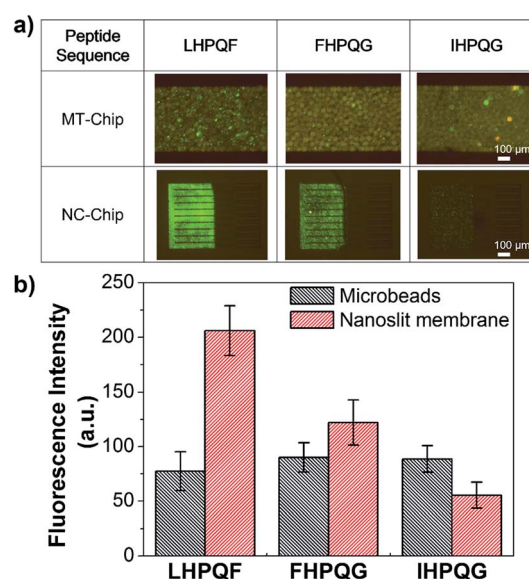 a)
Peptide Sequence
LHPQF
FHPQG
IHPQG
MT-Chip
100 µm
NC-Chip
100 µm
b)
Fluorescence Intensity (a.u.)
250
200
150
100
50
0
Microbeads
Nanoslit membrane
LHPQF
FHPQG
IHPQG